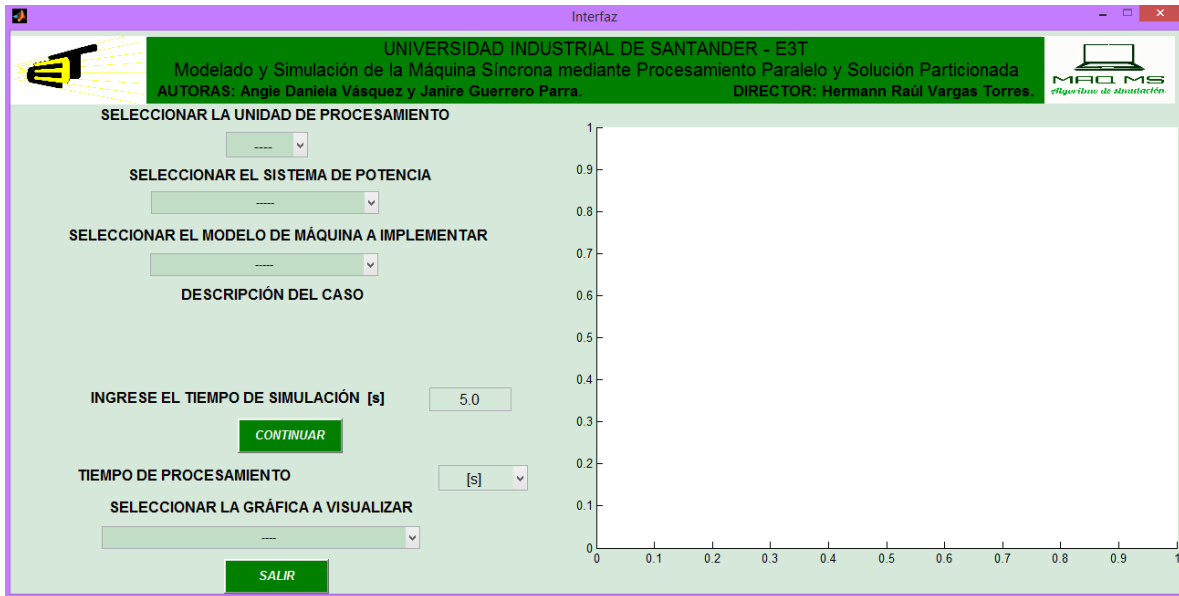 Interfaz
UNIVERSIDAD INDUSTRIAL DE SANTANDER - E3T
Modelado y Simulación de la Máquina Síncrona mediante Procesamiento Paralelo y Solución Particionada
AUTORAS: Angie Daniela Vásquez y Janire Guerrero Parra. DIRECTOR: Hermann Raúl Vargas Torres.
MAQ MS
Algoritmo de simulación
SELECCIONAR LA UNIDAD DE PROCESAMIENTO
----
SELECCIONAR EL SISTEMA DE POTENCIA
-----
SELECCIONAR EL MODELO DE MÁQUINA A IMPLEMENTAR
-----
DESCRIPCIÓN DEL CASO
INGRESE EL TIEMPO DE SIMULACIÓN [s] 5.0
CONTINUAR
TIEMPO DE PROCESAMIENTO [s]
SELECCIONAR LA GRÁFICA A VISUALIZAR
----
SALIR
1
0.9
0.8
0.7
0.6
0.5
0.4
0.3
0.2
0.1
0
0 0.1 0.2 0.3 0.4 0.5 0.6 0.7 0.8 0.9 1